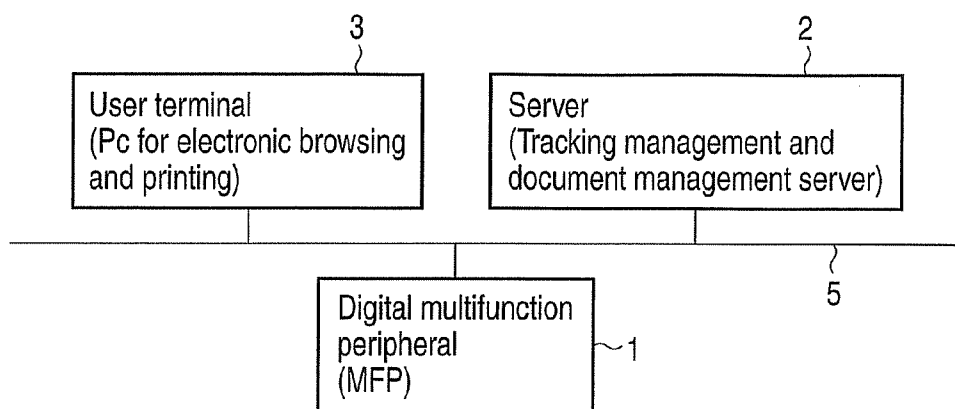 3
User terminal
(Pc for electronic browsing
and printing)
2
Server
(Tracking management and
document management server)
5
Digital multifunction
peripheral
(MFP)
1